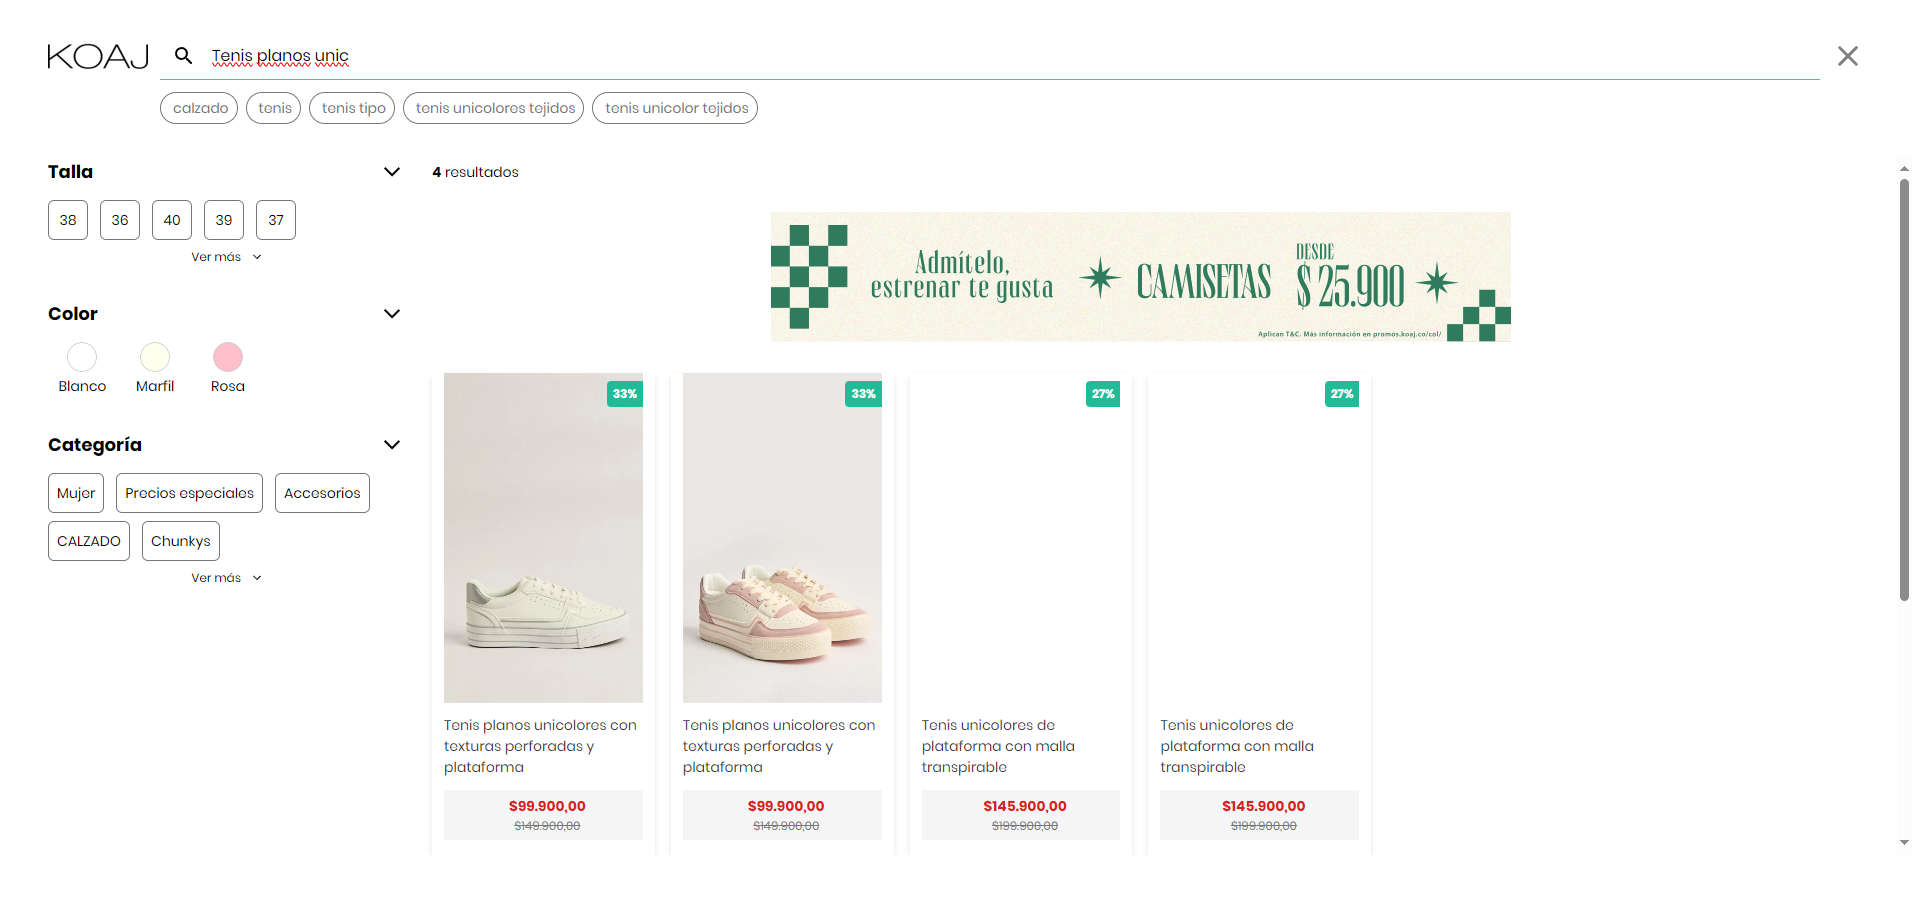 KOAJ
Tenis planos unic
calzado
tenis
tenis tipo
tenis unicolores tejidos
tenis unicolor tejidos
Talla
38
36
40
39
37
Ver más
Color
Blanco
Marfil
Rosa
Categoría
Mujer
Precios especiales
Accesorios
CALZADO
Chunkys
Ver más
4 resultados
Admítelo,
estrenar te gusta
CAMISETAS
DESDE
$ 25.900
Aplican T&C. Más información en promos.koaj.co/col/
33%
Tenis planos unicolores con
texturas perforadas y
plataforma
$99.900,00
$149.900,00
33%
Tenis planos unicolores con
texturas perforadas y
plataforma
$99.900,00
$149.900,00
27%
Tenis unicolores de
plataforma con malla
transpirable
$145.900,00
$199.900,00
27%
Tenis unicolores de
plataforma con malla
transpirable
$145.900,00
$199.900,00